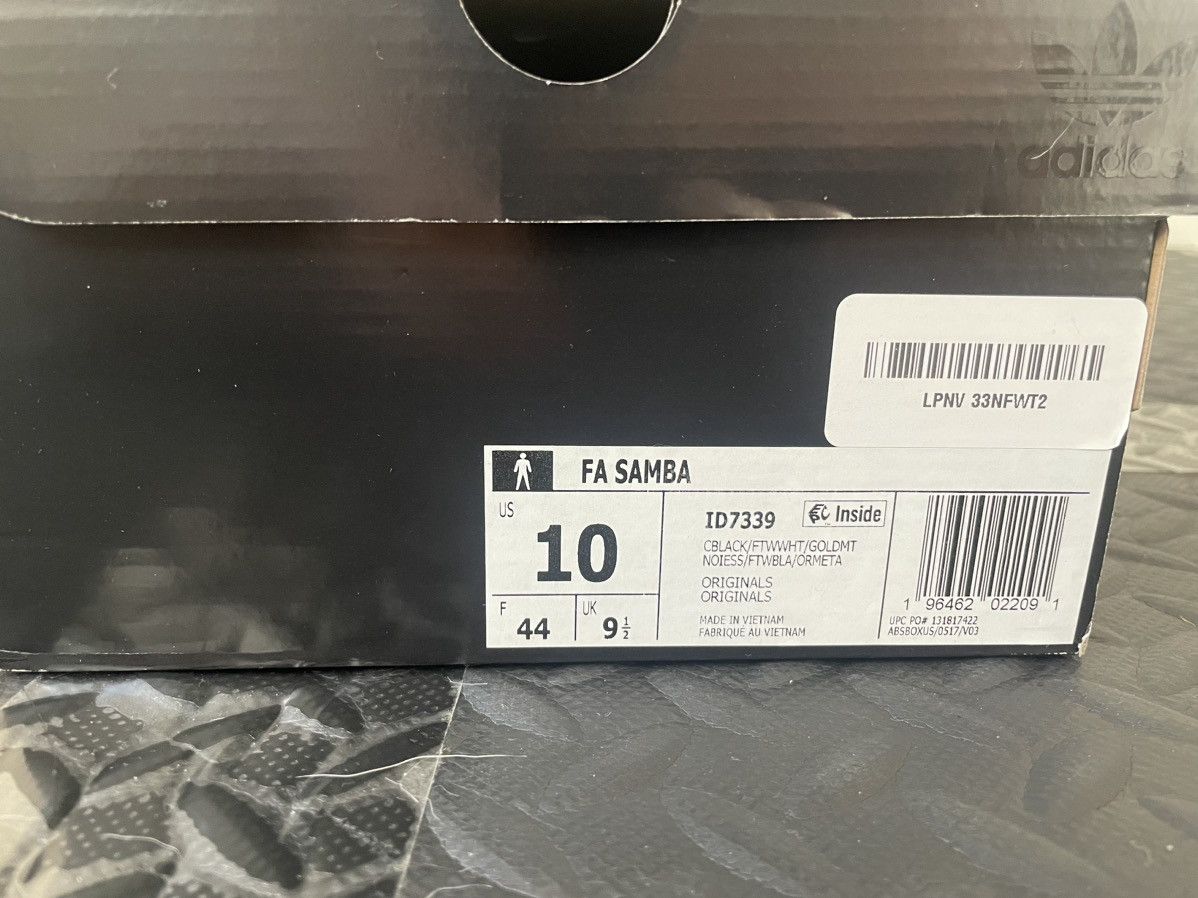 adidas
LPNV 33NFWT2
FA SAMBA
US
10
F
44
UK
9 ½
ID7339
EC Inside
CBLACK/FTWWHT/GOLDMT
NOIESS/FTWBLA/ORMETA
ORIGINALS
ORIGINALS
MADE IN VIETNAM
FABRIQUÉ AU VIETNAM
1 96462 02209 1
UPC PO# 131817422
ABSBOXUS/0517/V03